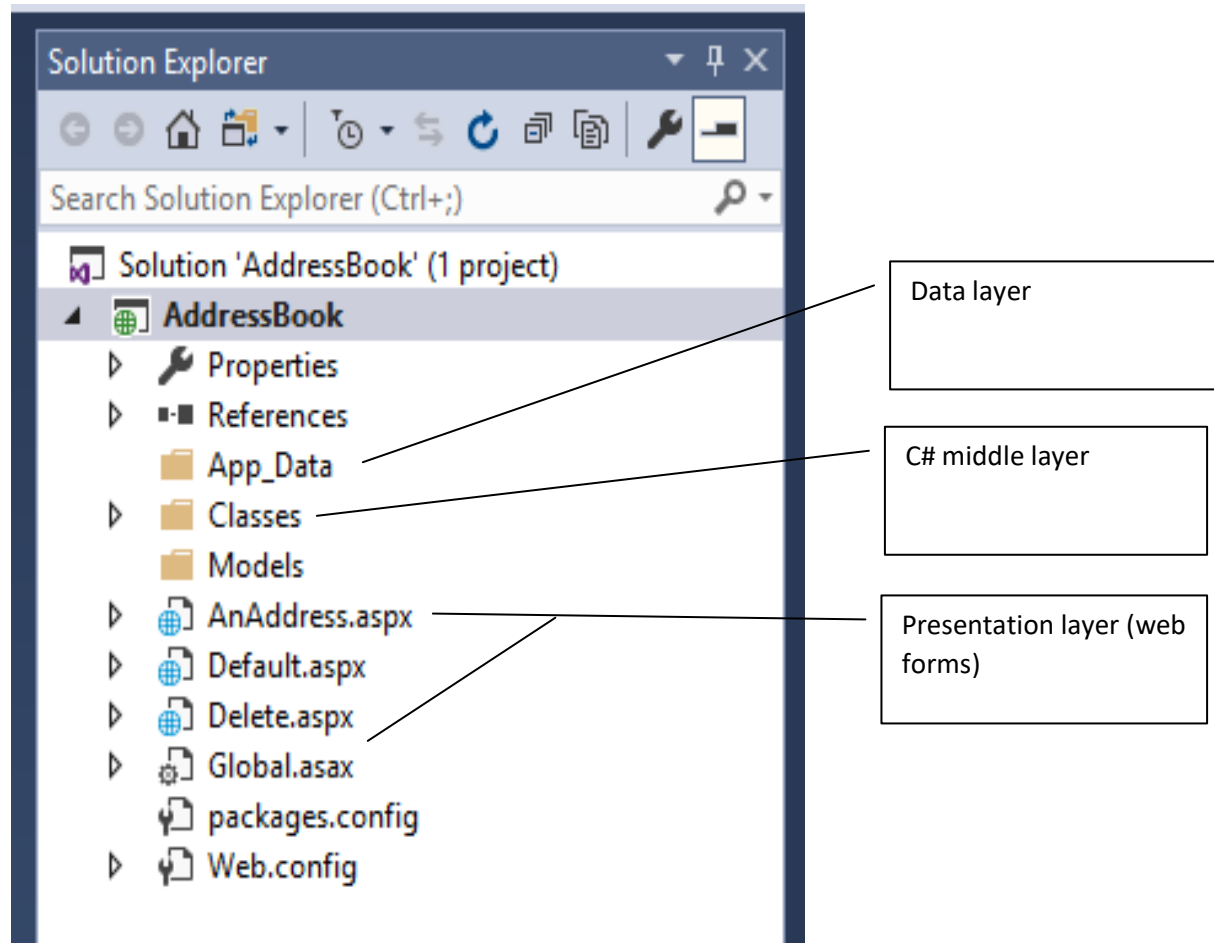 Solution Explorer
Search Solution Explorer (Ctrl+;)
Solution 'AddressBook' (1 project)
AddressBook
Properties
References
App_Data
Classes
Models
AnAddress.aspx
Default.aspx
Delete.aspx
Global.asax
packages.config
Web.config
Data layer
C# middle layer
Presentation layer (web
forms)